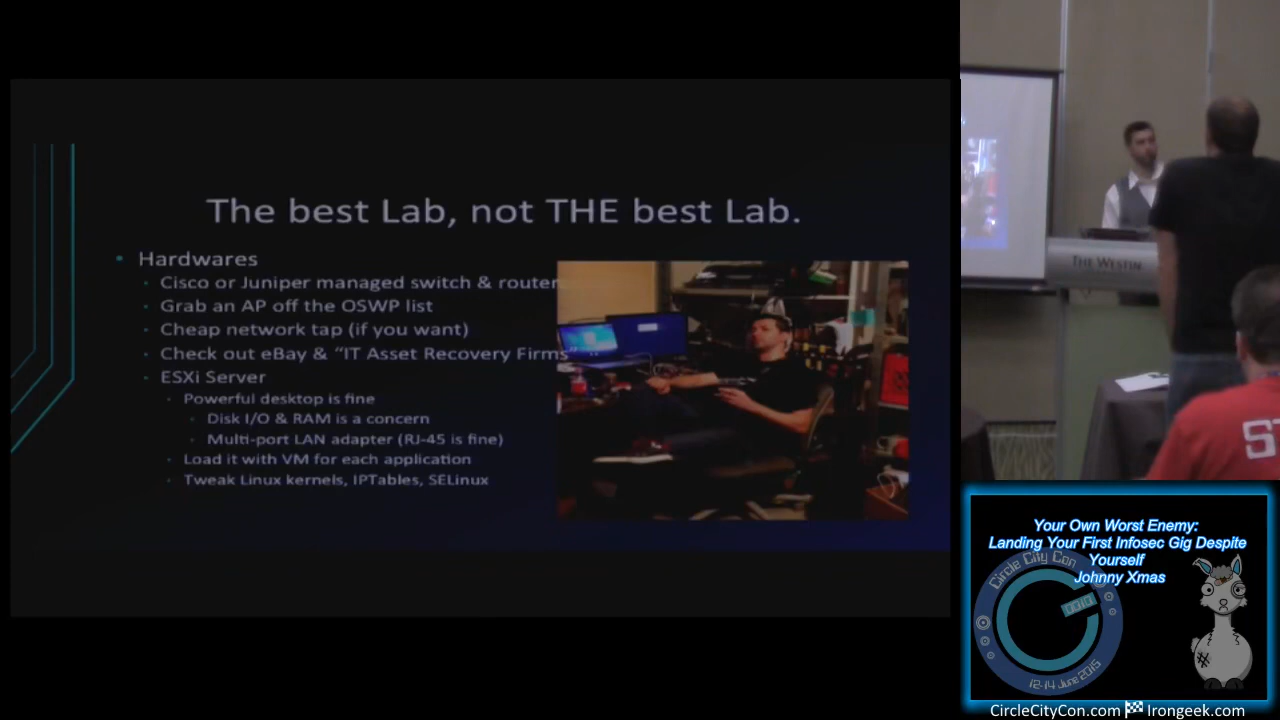 The best Lab, not THE best Lab.
Hardwares
Cisco or Juniper managed switch & router
Grab an AP off the OSWP list
Cheap network tap (if you want)
Check out eBay & “IT Asset Recovery Firms”
ESXi Server
Powerful desktop is fine
Disk I/O & RAM is a concern
Multi-port LAN adapter (RJ-45 is fine)
Load it with VM for each application
Tweak Linux kernels, IPTables, SELinux
THE WESTIN
ST
Your Own Worst Enemy:
Landing Your First Infosec Gig Despite
Yourself
Johnny Xmas
Circle City Con
12-14 June 2015
CircleCityCon.com Irongeek.com